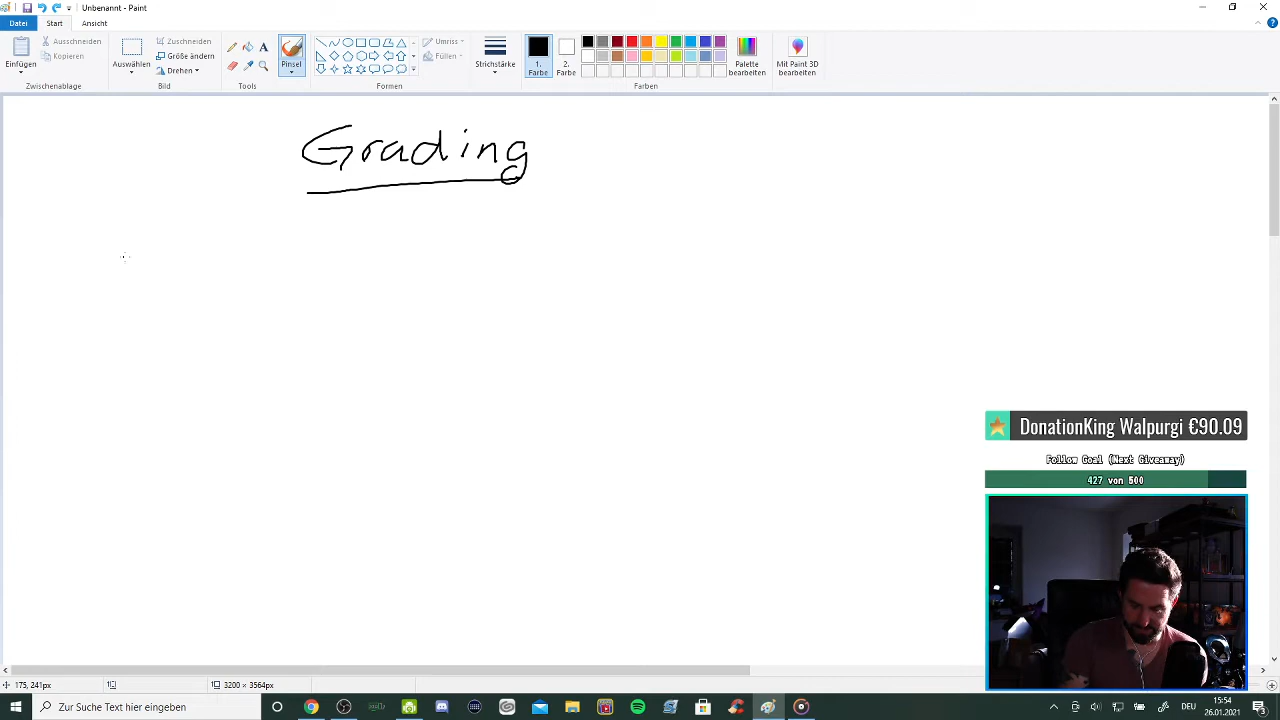 Unbenannt - Paint
Datei Start Ansicht
Einfügen
Ausschneiden
Kopieren
Zwischenablage
Auswählen
Zuschneiden
Größe ändern
Drehen
Bild
A
Tools
Pinsel
Umriss
Füllen
Formen
Strichstärke
1. Farbe
2. Farbe
Palette bearbeiten
Mit Paint 3D bearbeiten
Farben
Grading
DonationKing Walpurgi €90.09
Follow Goal (Next Giveaway)
427 von 500
175, 241px
3200 × 3564px
Zur Suche Text hier eingeben
DEU
15:54
26.01.2021